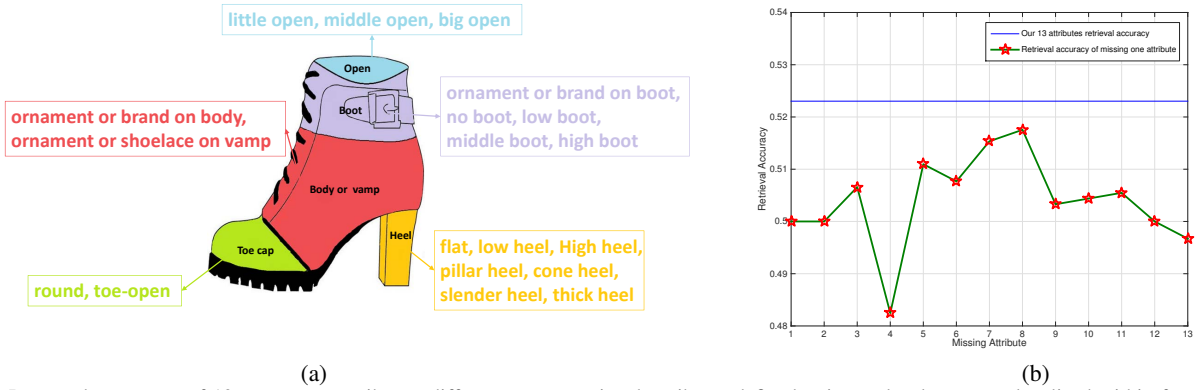 little open, middle open, big open
Open
ornament or brand on boot,
no boot, low boot,
middle boot, high boot
Boot
ornament or brand on body,
ornament or shoelace on vamp
Body or vamp
Heel
flat, low heel, High heel,
pillar heel, cone heel,
slender heel, thick heel
Toe cap
round, toe-open
(a)
0.54
0.53
0.52
0.51
0.5
0.49
0.48
Retrieval Accuracy
Our 13 attributes retrieval accuracy
Retrieval accuracy of missing one attribute
1 2 3 4 5 6 7 8 9 10 11 12 13
Missing Attribute
(b)